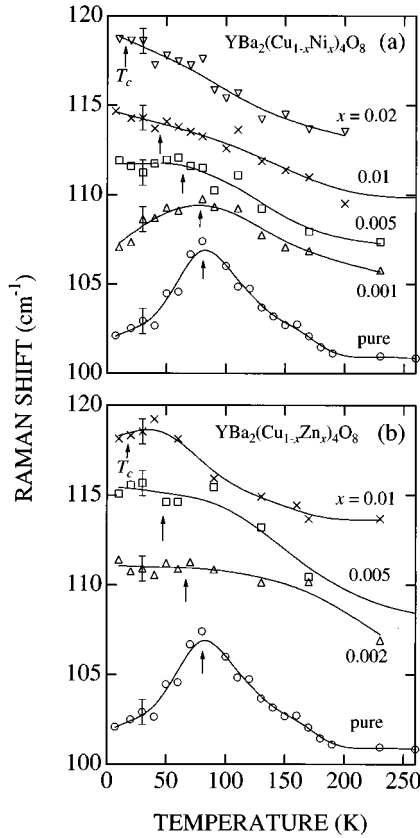 RAMAN SHIFT (cm⁻¹)
120
115
110
105
100
YBa₂(Cu₁₋ₓNiₓ)₄O₈ (a)
T_c
x = 0.02
0.01
0.005
0.001
pure
120
115
110
105
100
YBa₂(Cu₁₋ₓZnₓ)₄O₈ (b)
T_c
x = 0.01
0.005
0.002
pure
0 50 100 150 200 250
TEMPERATURE (K)